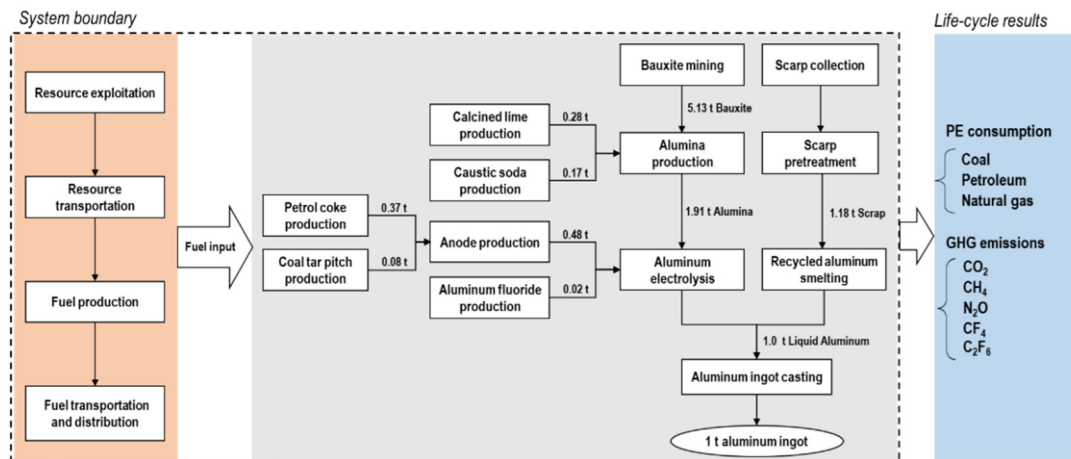 System boundary
Life-cycle results
Resource exploitation
Resource
transportation
Fuel production
Fuel transportation
and distribution
Fuel input
Bauxite mining
Scarp collection
5.13 t Bauxite
Calcined lime
production
0.28 t
Caustic soda
production
0.17 t
Alumina
production
Scarp
pretreatment
1.91 t Alumina
1.18 t Scrap
Petrol coke
production
0.37 t
Coal tar pitch
production
0.08 t
Anode production
0.48 t
Aluminum fluoride
production
0.02 t
Aluminum
electrolysis
Recycled aluminum
smelting
1.0 t Liquid Aluminum
Aluminum ingot casting
1 t aluminum ingot
PE consumption
Coal
Petroleum
Natural gas
GHG emissions
CO₂
CH₄
N₂O
CF₄
C₂F₆